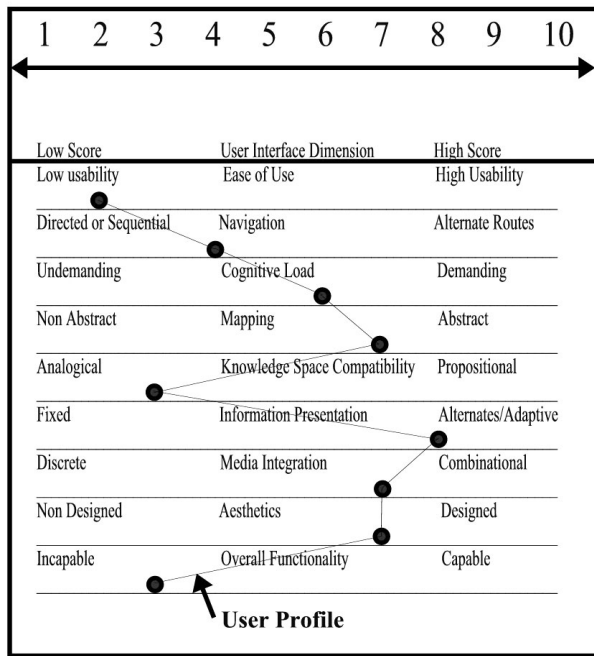 1 2 3 4 5 6 7 8 9 10
Low Score User Interface Dimension High Score
Low usability Ease of Use High Usability
Directed or Sequential Navigation Alternate Routes
Undemanding Cognitive Load Demanding
Non Abstract Mapping Abstract
Analogical Knowledge Space Compatibility Propositional
Fixed Information Presentation Alternates/Adaptive
Discrete Media Integration Combinational
Non Designed Aesthetics Designed
Incapable Overall Functionality Capable
User Profile